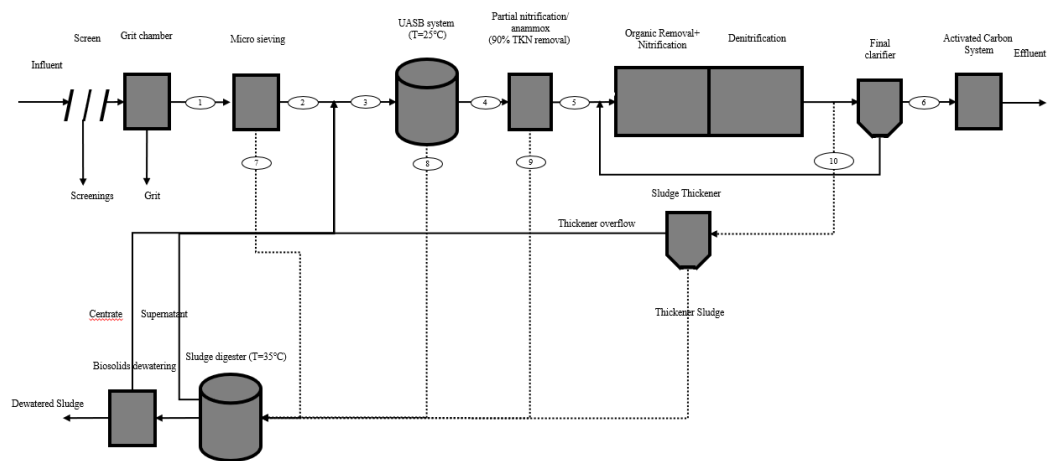 Screen
Influent
Grit chamber
Micro sieving
UASB system
(T=25°C)
Partial nitrification/
anammox
(90% TKN removal)
Organic Removal+
Nitrification
Denitrification
Final
clarifier
Activated Carbon
System
Effluent
1
2
3
4
5
6
7
8
9
10
Screenings
Grit
Sludge Thickener
Thickener overflow
Centrate
Supernatant
Thickener Sludge
Biosolids dewatering
Sludge digester (T=35°C)
Dewatered Sludge